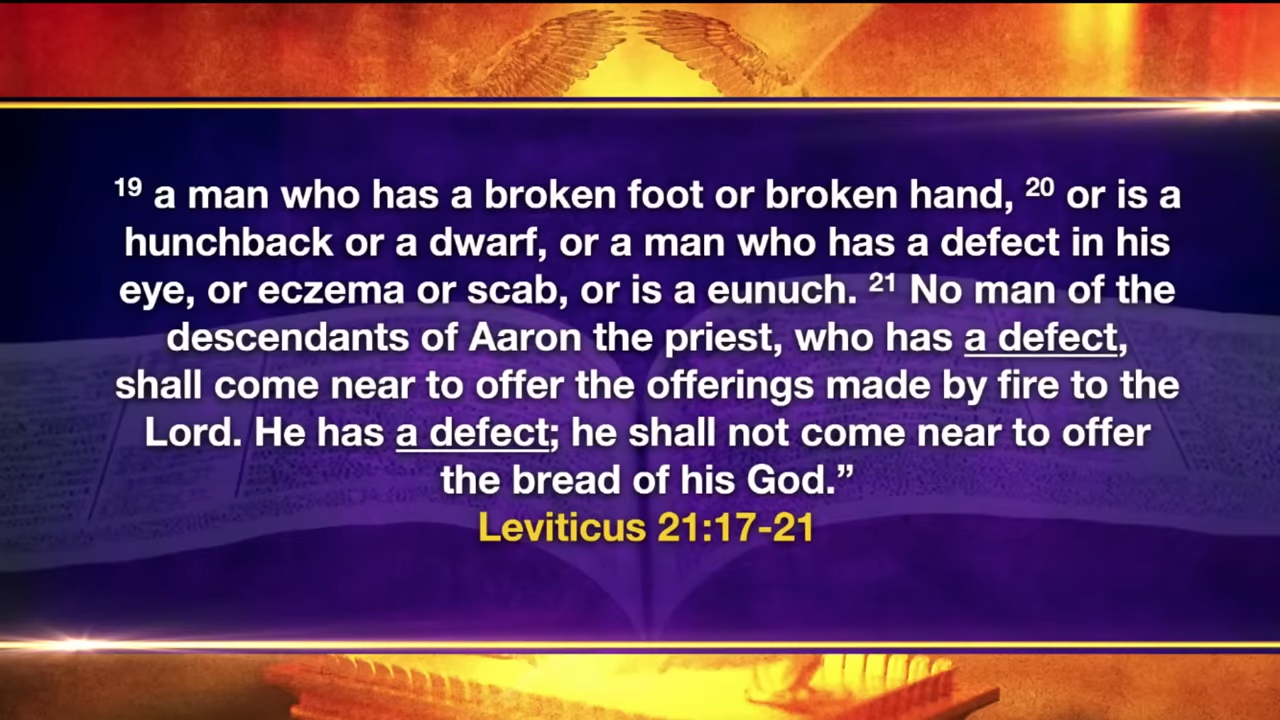 19 a man who has a broken foot or broken hand, 20 or is a
hunchback or a dwarf, or a man who has a defect in his
eye, or eczema or scab, or is a eunuch. 21 No man of the
descendants of Aaron the priest, who has a defect,
shall come near to offer the offerings made by fire to the
Lord. He has a defect; he shall not come near to offer
the bread of his God.”
Leviticus 21:17-21